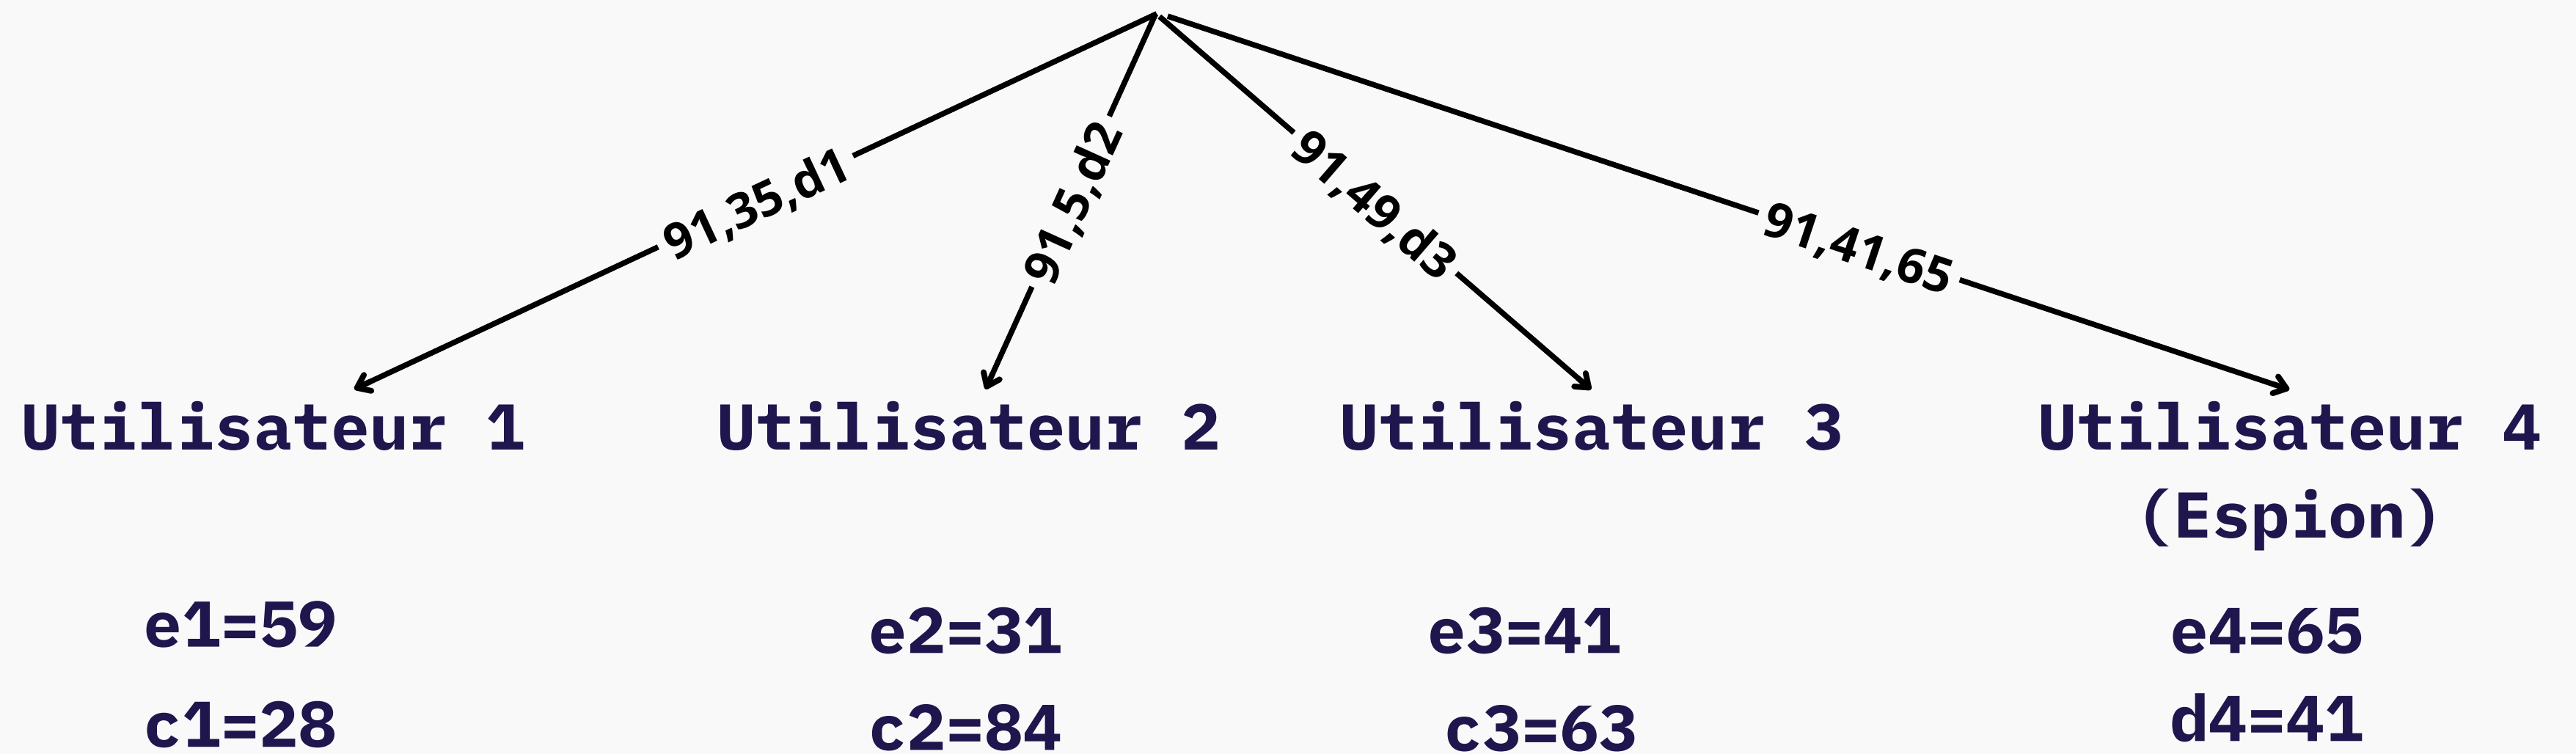 91,35,d1
91,5,d2
91,49,d3
91,41,65
Utilisateur 1
Utilisateur 2
Utilisateur 3
Utilisateur 4
(Espion)
e1=59
e2=31
e3=41
e4=65
c1=28
c2=84
c3=63
d4=41